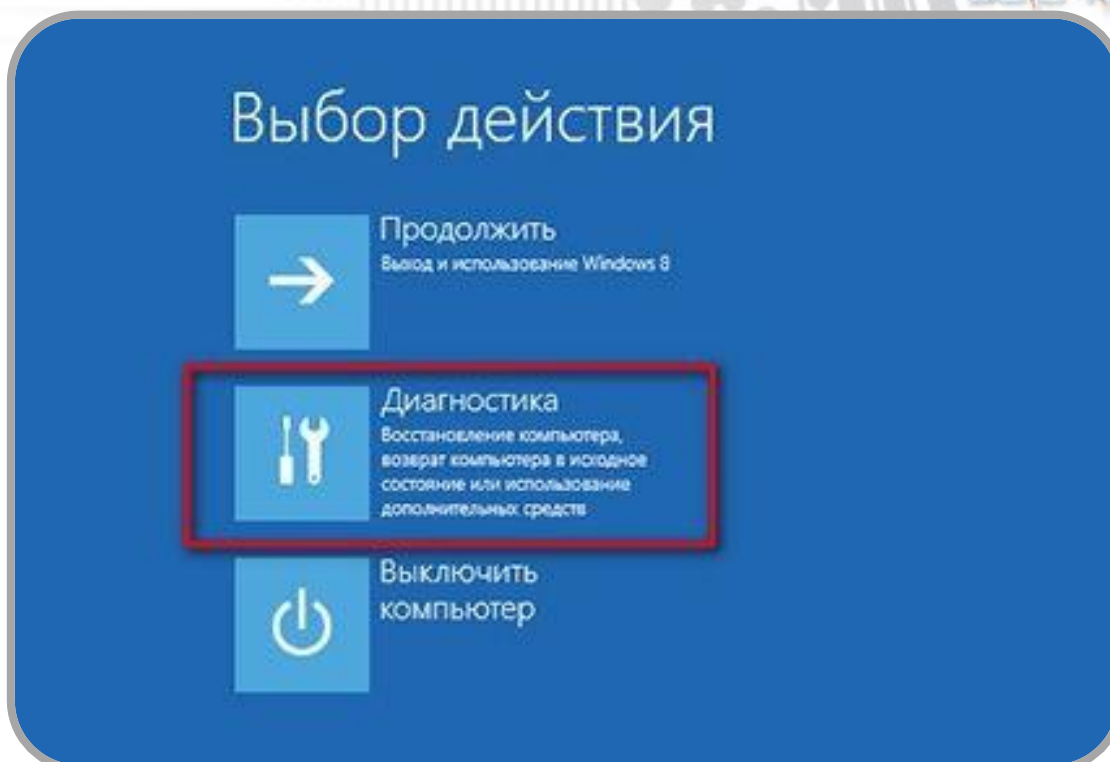 Выбор действия
Продолжить
Выход и использование Windows 8
Диагностика
Восстановление компьютера,
возврат компьютера в исходное
состояние или использование
дополнительных средств
Выключить
компьютер